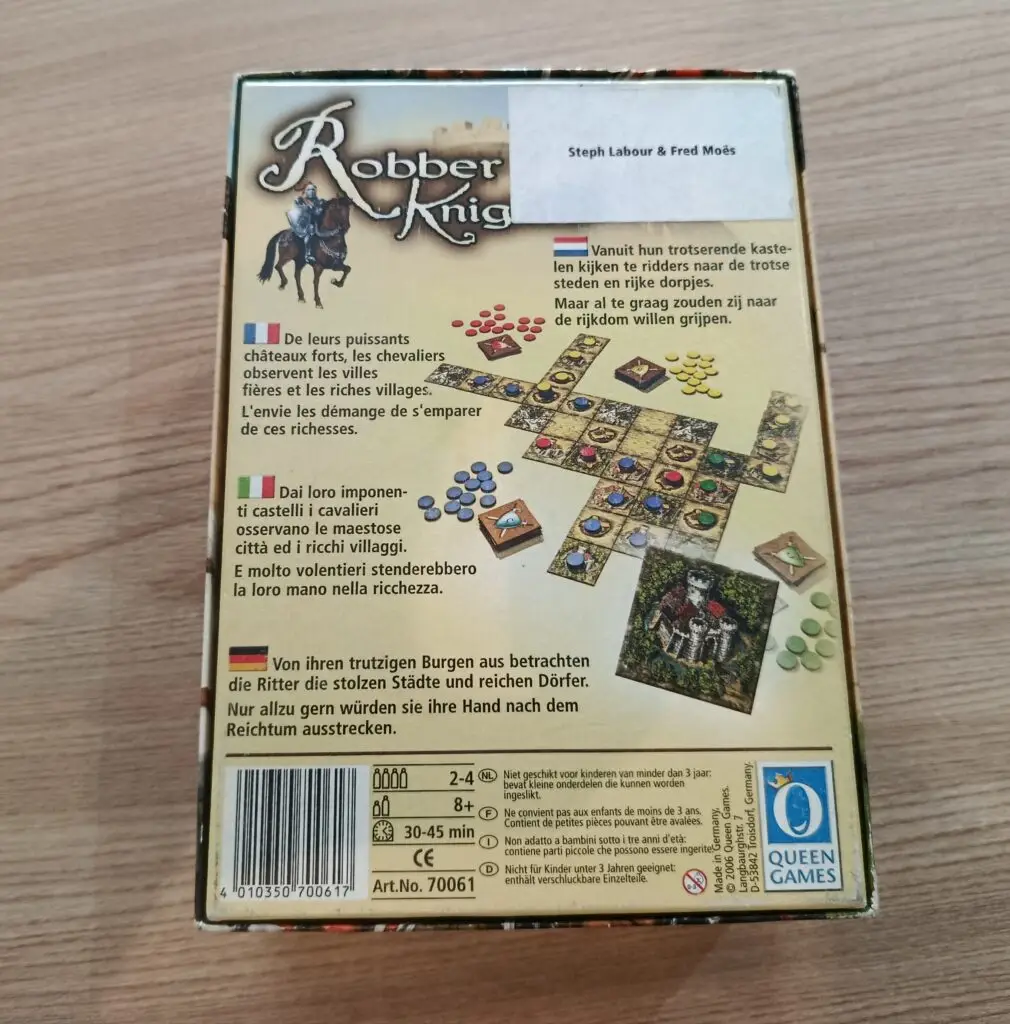 Robber
Knig
Steph Labour & Fred Moês
Vanuit hun trotserende kaste-
len kijken te ridders naar de trotse
steden en rijke dorpjes.
Maar al te graag zouden zij naar
de rijkdom willen grijpen.
De leurs puissants
châteaux forts, les chevaliers
observent les villes
fières et les riches villages.
L'envie les démange de s'emparer
de ces richesses.
Dai loro imponen-
ti castelli i cavalieri
osservano le maestose
città ed i ricchi villaggi.
E molto volentieri stenderebbero
la loro mano nella ricchezza.
Von ihren trutzigen Burgen aus betrachten
die Ritter die stolzen Städte und reichen Dörfer.
Nur allzu gern würden sie ihre Hand nach dem
Reichtum ausstrecken.
4 010350 700617
2-4
8+
30-45 min
CE
Art.No. 70061
NL Niet geschikt voor kinderen van minder dan 3 jaar:
bevat kleine onderdelen die kunnen worden
ingeslikt.
F Ne convient pas aux enfants de moins de 3 ans.
Contient de petites pièces pouvant être avalées.
I Non adatto a bambini sotto i tre anni d'età:
contiene parti piccole che possono essere ingerite.
D Nicht für Kinder unter 3 Jahren geeignet:
enthält verschluckbare Einzelteile.
0-3
Made in Germany,
© 2006 Queen Games.
Langbaurghstr. 7
D-53842 Troisdorf, Germany.
QUEEN
GAMES